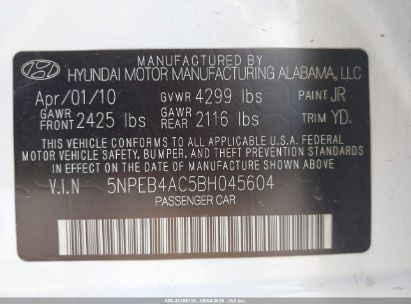 MANUFACTURED BY
HYUNDAI MOTOR MANUFACTURING ALABAMA, LLC
Apr/01/10 GVWR 4299 lbs PAINT JR
GAWR FRONT 2425 lbs GAWR REAR 2116 lbs TRIM YD.
THIS VEHICLE CONFORMS TO ALL APPLICABLE U.S.A FEDERAL
MOTOR VEHICLE SAFETY, BUMPER, AND THEFT PREVENTION
STANDARDS IN EFFECT ON THE DATE OF MANUFACTURE SHOWN ABOVE.
V.I.N 5NPEB4AC5BH045604
PASSENGER CAR